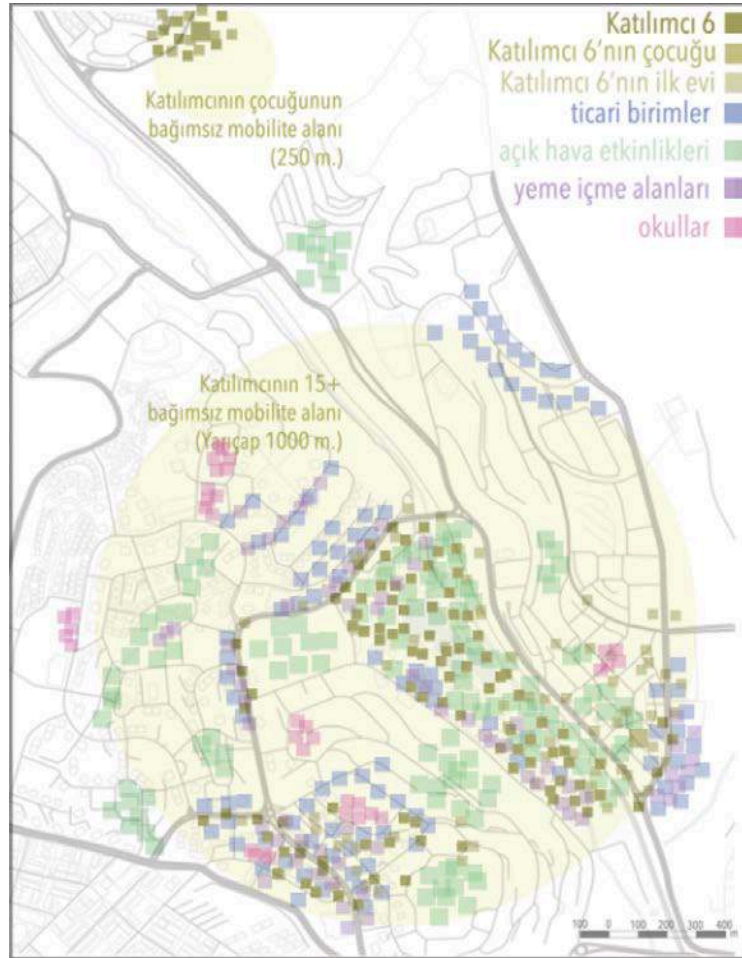 Katılımcı 6
Katılımcı 6'nın çocuğu
Katılımcı 6'nın ilk evi
ticari birimler
açık hava etkinlikleri
yeme içme alanları
okullar
Katılımcının çocuğunun
bağımsız mobilite alanı
(250 m.)
Katılımcının 15+
bağımsız mobilite alanı
(Yarıçap 1000 m.)
100 0 100 200 300 400
m